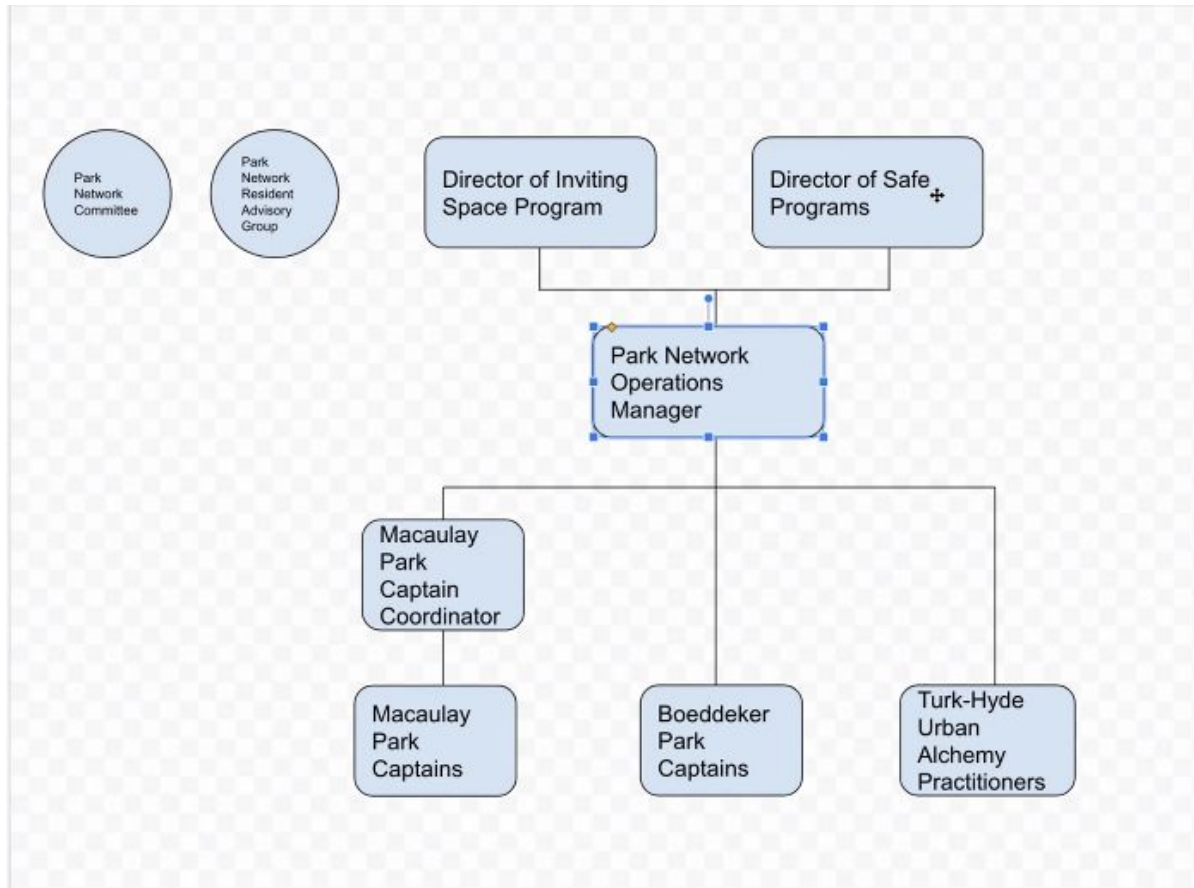 Park
Network
Committee
Park
Network
Resident
Advisory
Group
Director of Inviting
Space Program
Director of Safe
Programs
Park Network
Operations
Manager
Macaulay
Park
Captain
Coordinator
Macaulay
Park
Captains
Boeddeker
Park
Captains
Turk-Hyde
Urban
Alchemy
Practitioners